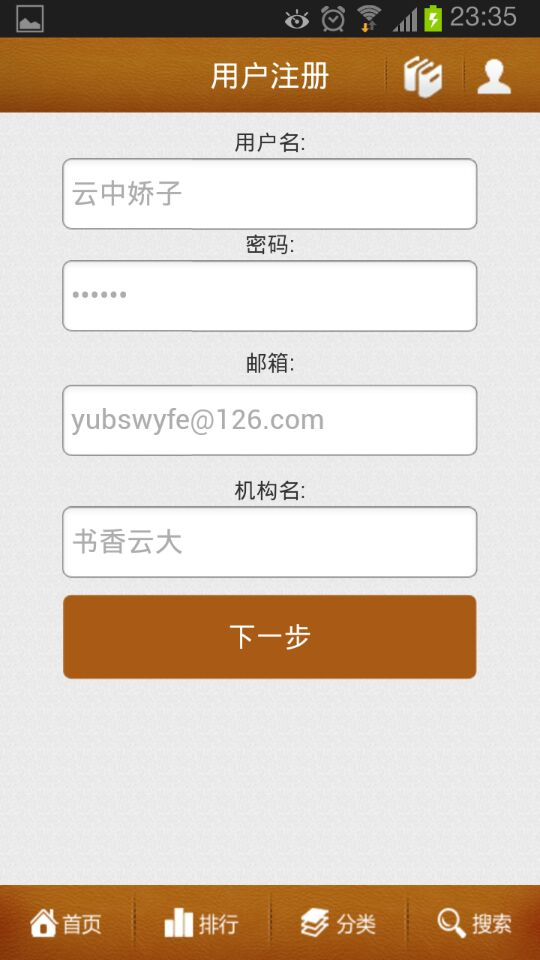 23:35
用户注册
用户名:
云中娇子
密码:
••••••
邮箱:
yubswyfe@126.com
机构名:
书香云大
下一步
首页 排行 分类 搜索